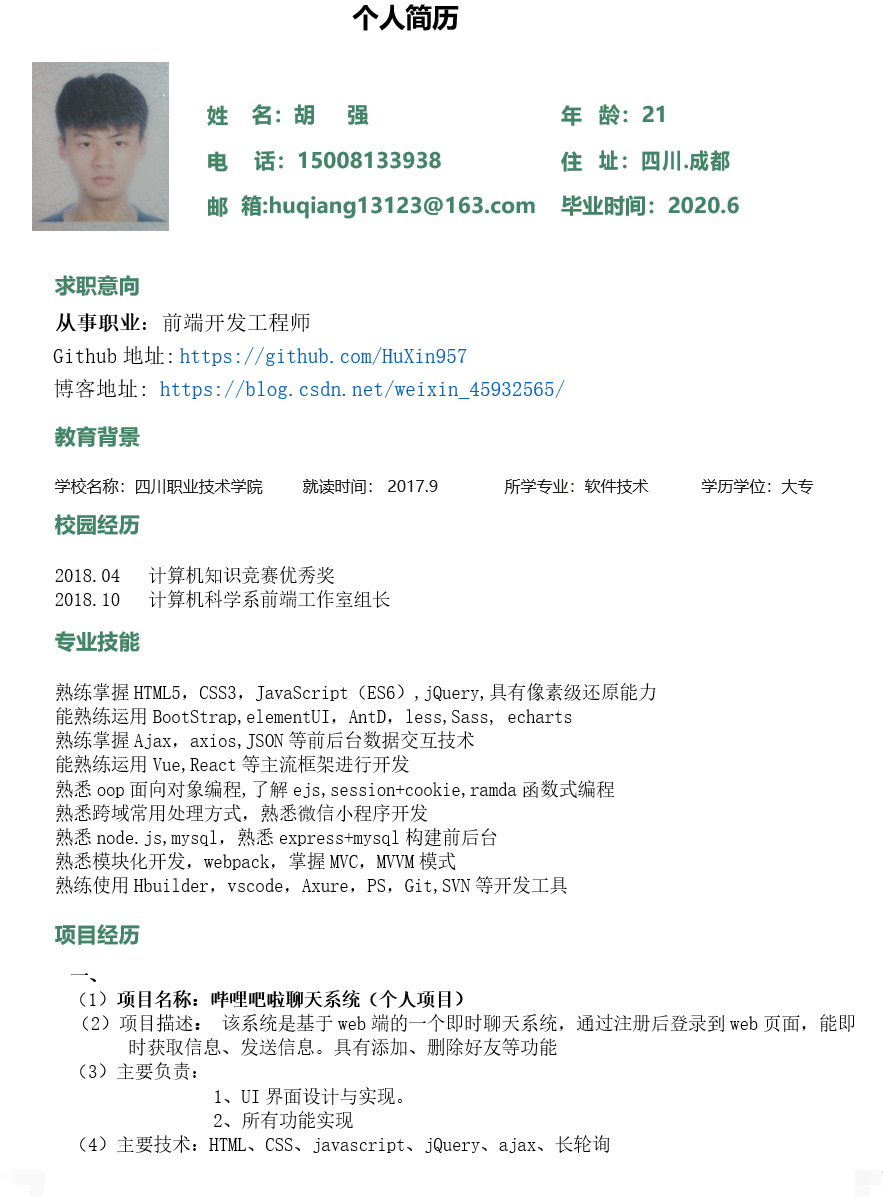 个人简历
姓 名：胡 强 年 龄：21
电 话：15008133938 住 址：四川.成都
邮 箱:huqiang13123@163.com 毕业时间：2020.6
求职意向
从事职业：前端开发工程师
Github 地址:https://github.com/HuXin957
博客地址: https://blog.csdn.net/weixin_45932565/
教育背景
学校名称：四川职业技术学院 就读时间： 2017.9 所学专业：软件技术 学历学位：大专
校园经历
2018.04 计算机知识竞赛优秀奖
2018.10 计算机科学系前端工作室组长
专业技能
熟练掌握 HTML5，CSS3，JavaScript（ES6）,jQuery,具有像素级还原能力
能熟练运用 BootStrap,elementUI，AntD，less,Sass, echarts
熟练掌握 Ajax，axios,JSON 等前后台数据交互技术
能熟练运用 Vue,React 等主流框架进行开发
熟悉 oop 面向对象编程,了解 ejs,session+cookie,ramda 函数式编程
熟悉跨域常用处理方式，熟悉微信小程序开发
熟悉 node.js,mysql，熟悉 express+mysql 构建前后台
熟悉模块化开发，webpack，掌握 MVC，MVVM 模式
熟练使用 Hbuilder，vscode，Axure，PS，Git,SVN 等开发工具
项目经历
一、
（1）项目名称：哔哩吧啦聊天系统（个人项目）
（2）项目描述： 该系统是基于 web 端的一个即时聊天系统，通过注册后登录到 web 页面，能即
时获取信息、发送信息。具有添加、删除好友等功能
（3）主要负责：
1、UI 界面设计与实现。
2、所有功能实现
（4）主要技术：HTML、CSS、javascript、jQuery、ajax、长轮询